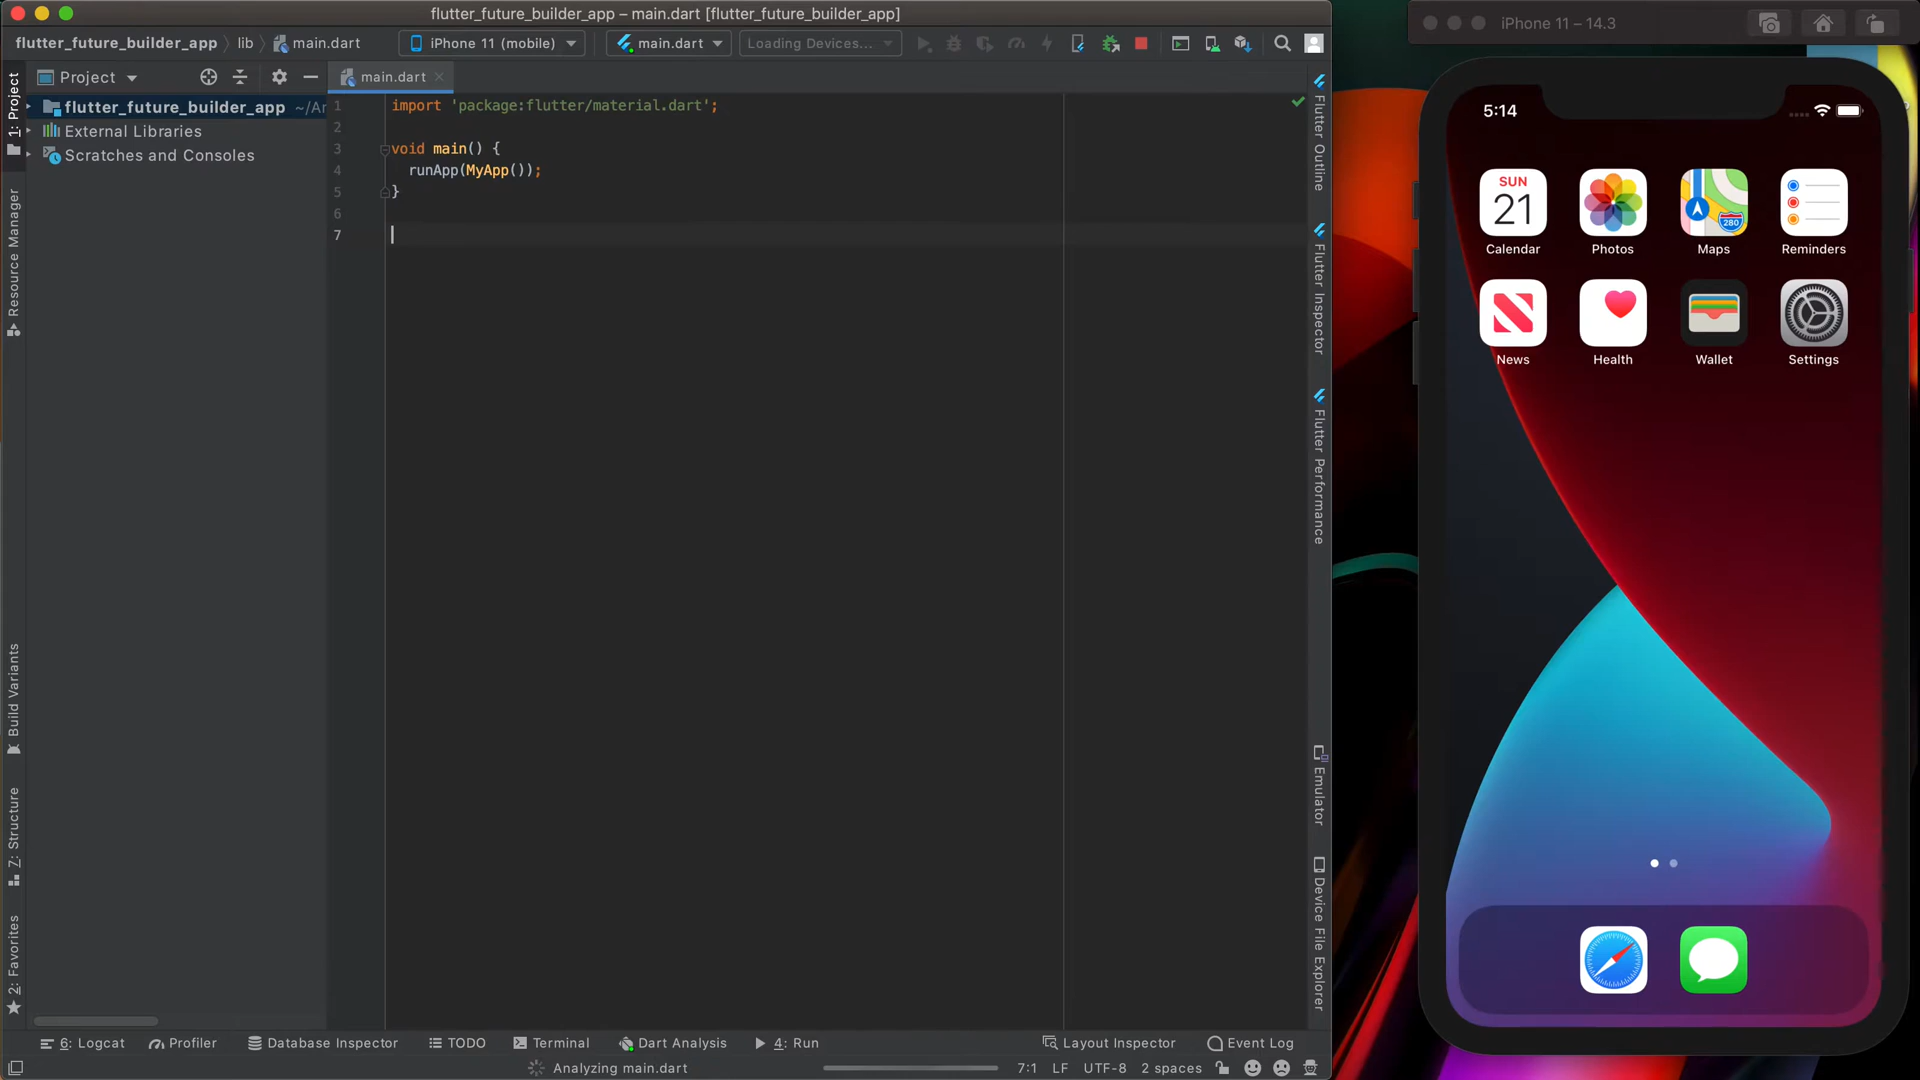 flutter_future_builder_app – main.dart [flutter_future_builder_app]
flutter_future_builder_app lib main.dart iPhone 11 (mobile) main.dart Loading Devices...
Project main.dart
flutter_future_builder_app ~/Ar
External Libraries
Scratches and Consoles
1: Project
Resource Manager
Build Variants
7: Structure
2: Favorites
1 import 'package:flutter/material.dart';
2
3 void main() {
4 runApp(MyApp());
5 }
6
7
Flutter Outline
Flutter Inspector
Flutter Performance
Emulator
Device File Explorer
6: Logcat Profiler Database Inspector TODO Terminal Dart Analysis 4: Run Layout Inspector Event Log
Analyzing main.dart 7:1 LF UTF-8 2 spaces
iPhone 11 – 14.3
5:14
SUN
21
280
Calendar Photos Maps Reminders
News Health Wallet Settings